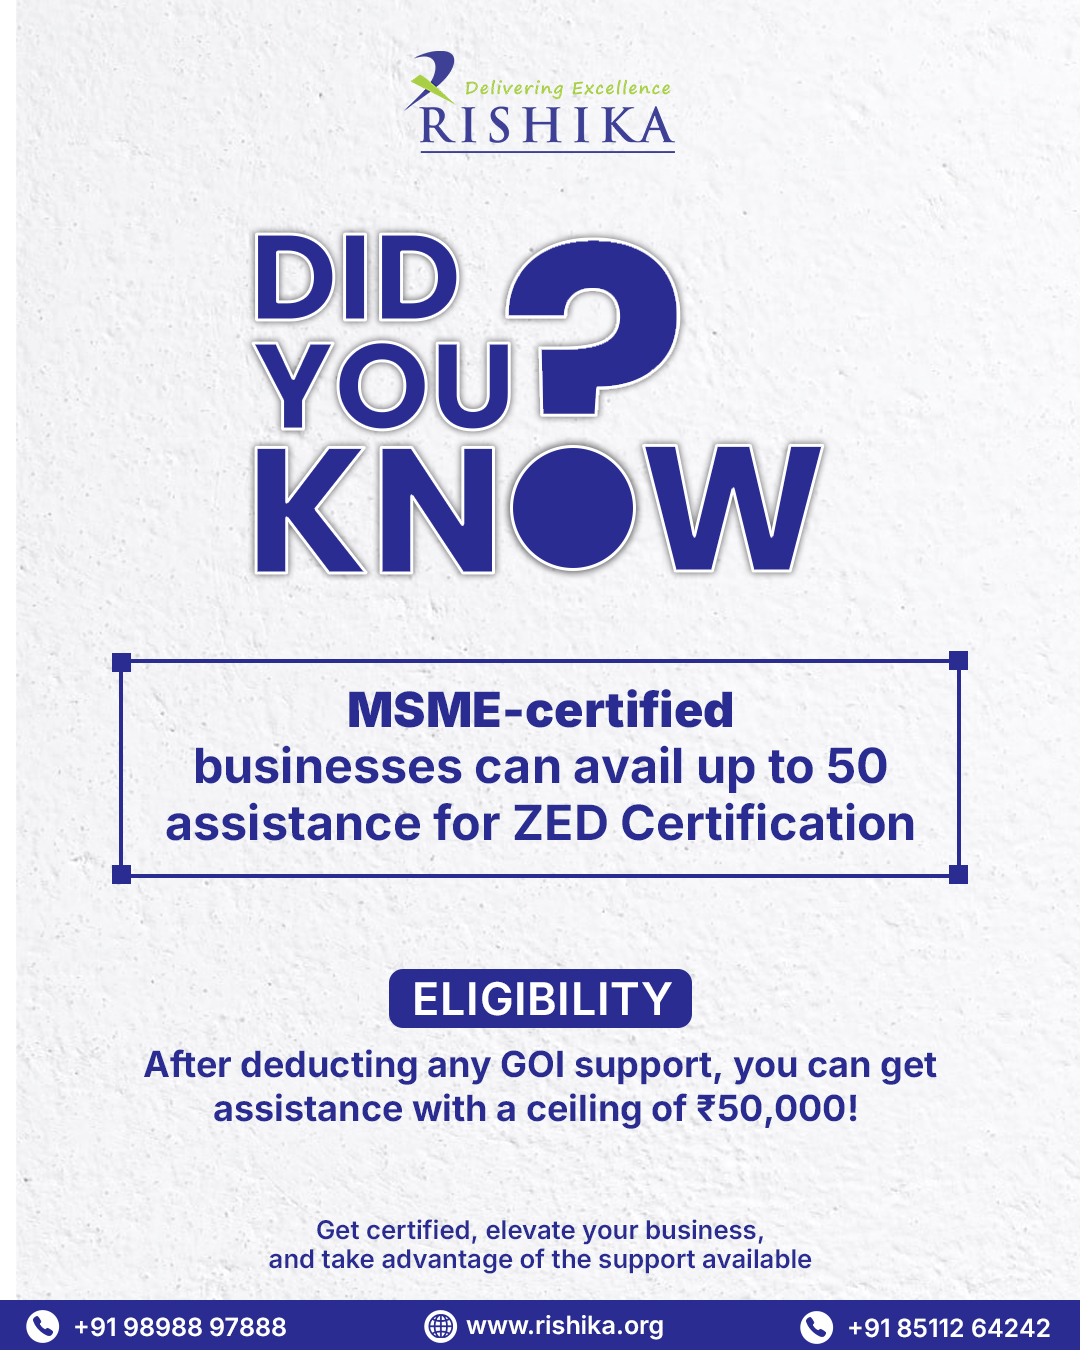 Delivering Excellence
RISHIKA
DID
YOU?
KNOW
MSME-certified
businesses can avail up to 50
assistance for ZED Certification
ELIGIBILITY
After deducting any GOI support, you can get
assistance with a ceiling of ₹50,000!
Get certified, elevate your business,
and take advantage of the support available
+91 98988 97888
www.rishika.org
+91 85112 64242